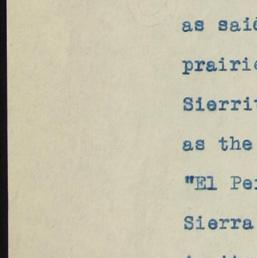 as said
prairie
Sierrit
as the
"El Pe
Sierra